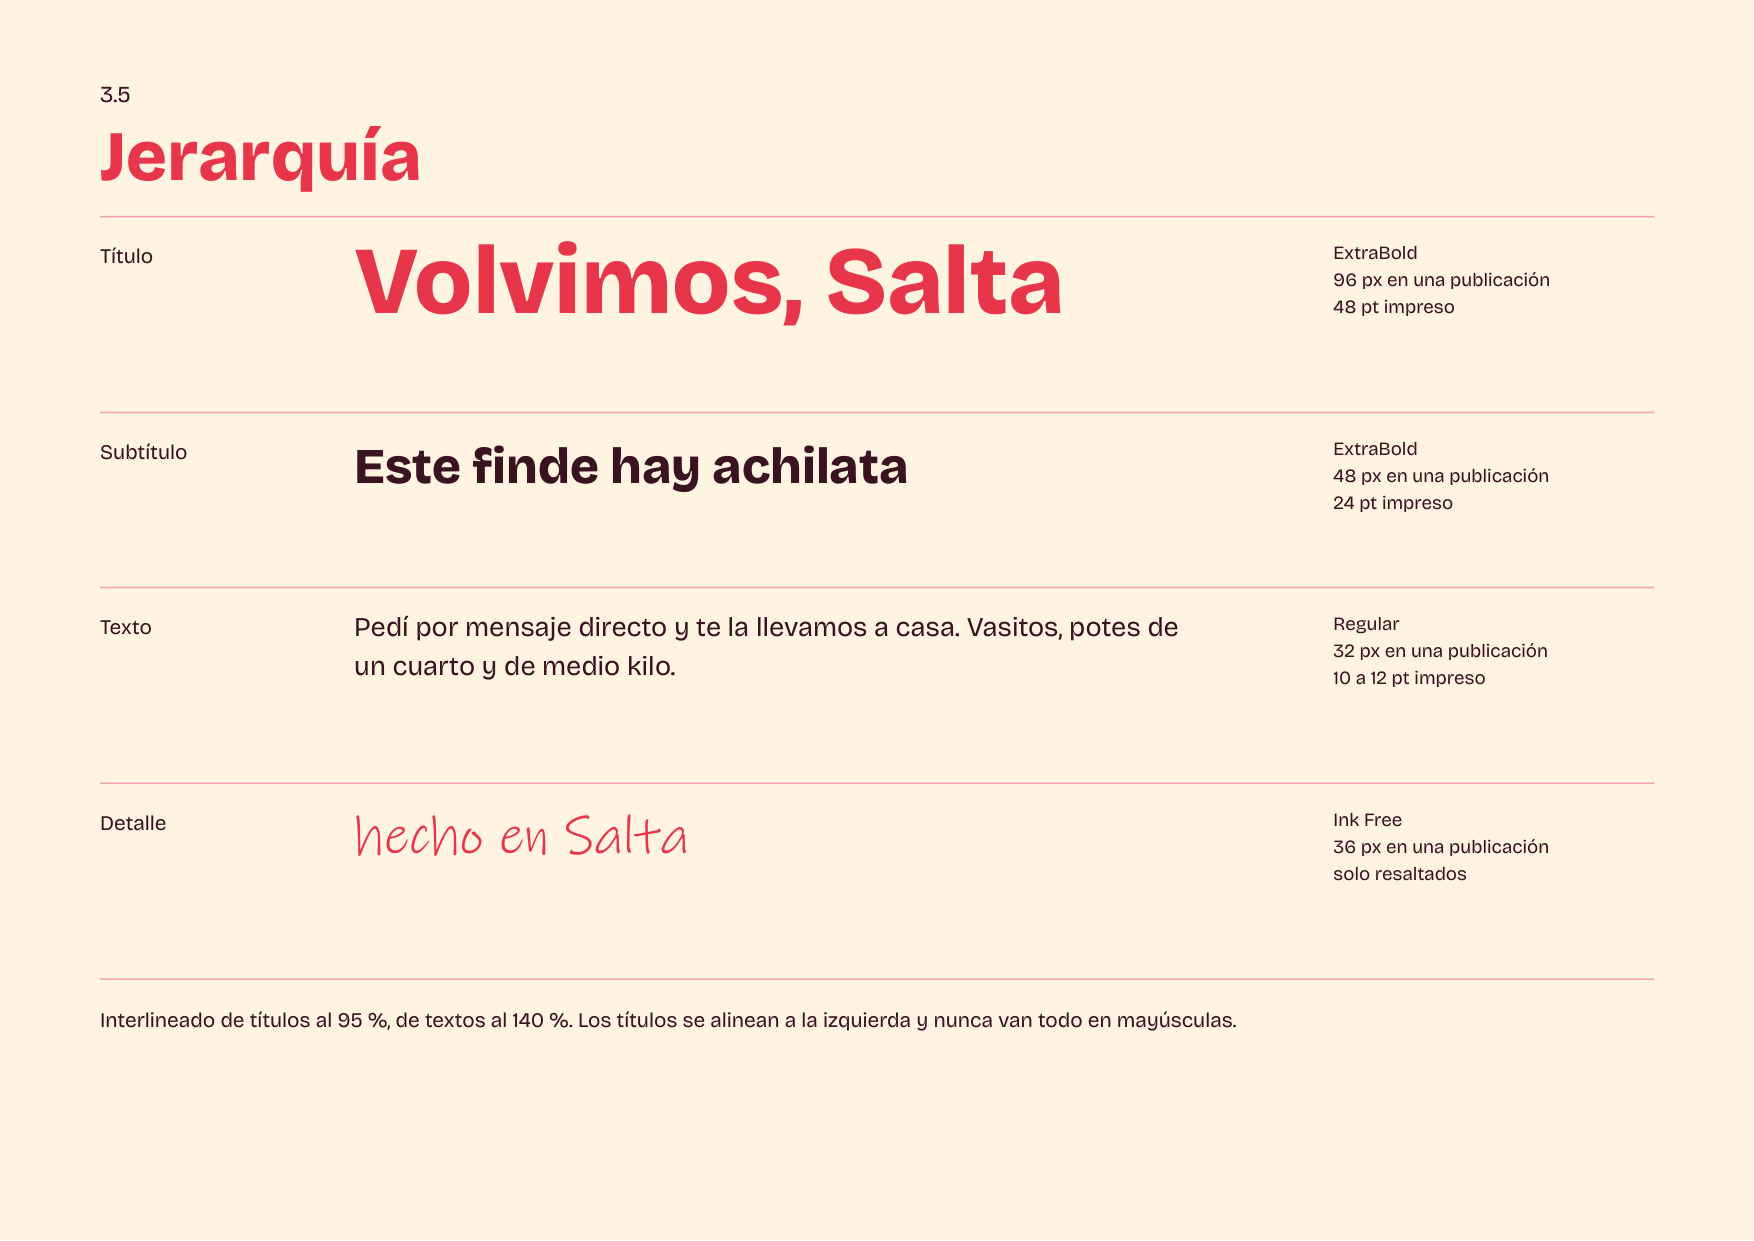 3.5
Jerarquía
Título
Volvimos, Salta
ExtraBold
96 px en una publicación
48 pt impreso
Subtítulo
Este finde hay achilata
ExtraBold
48 px en una publicación
24 pt impreso
Texto
Pedí por mensaje directo y te la llevamos a casa. Vasitos, potes de
un cuarto y de medio kilo.
Regular
32 px en una publicación
10 a 12 pt impreso
Detalle
hecho en Salta
Ink Free
36 px en una publicación
solo resaltados
Interlineado de títulos al 95 %, de textos al 140 %. Los títulos se alinean a la izquierda y nunca van todo en mayúsculas.